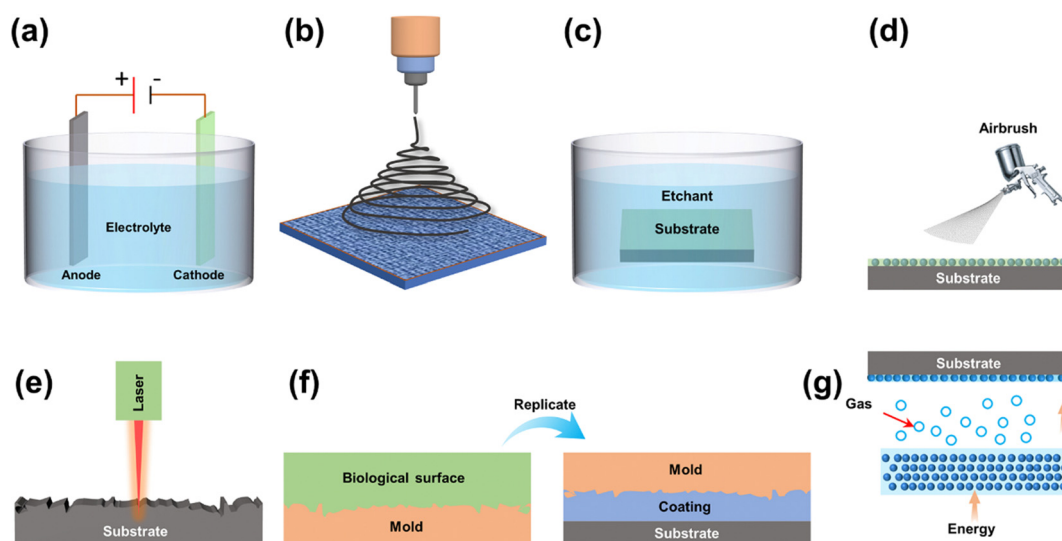 (a)
+ -
Electrolyte
Anode
Cathode
(b)
(c)
Etchant
Substrate
(d)
Airbrush
Substrate
(e)
Laser
Substrate
(f)
Replicate
Biological surface
Mold
Mold
Coating
Substrate
(g)
Substrate
Gas
Energy